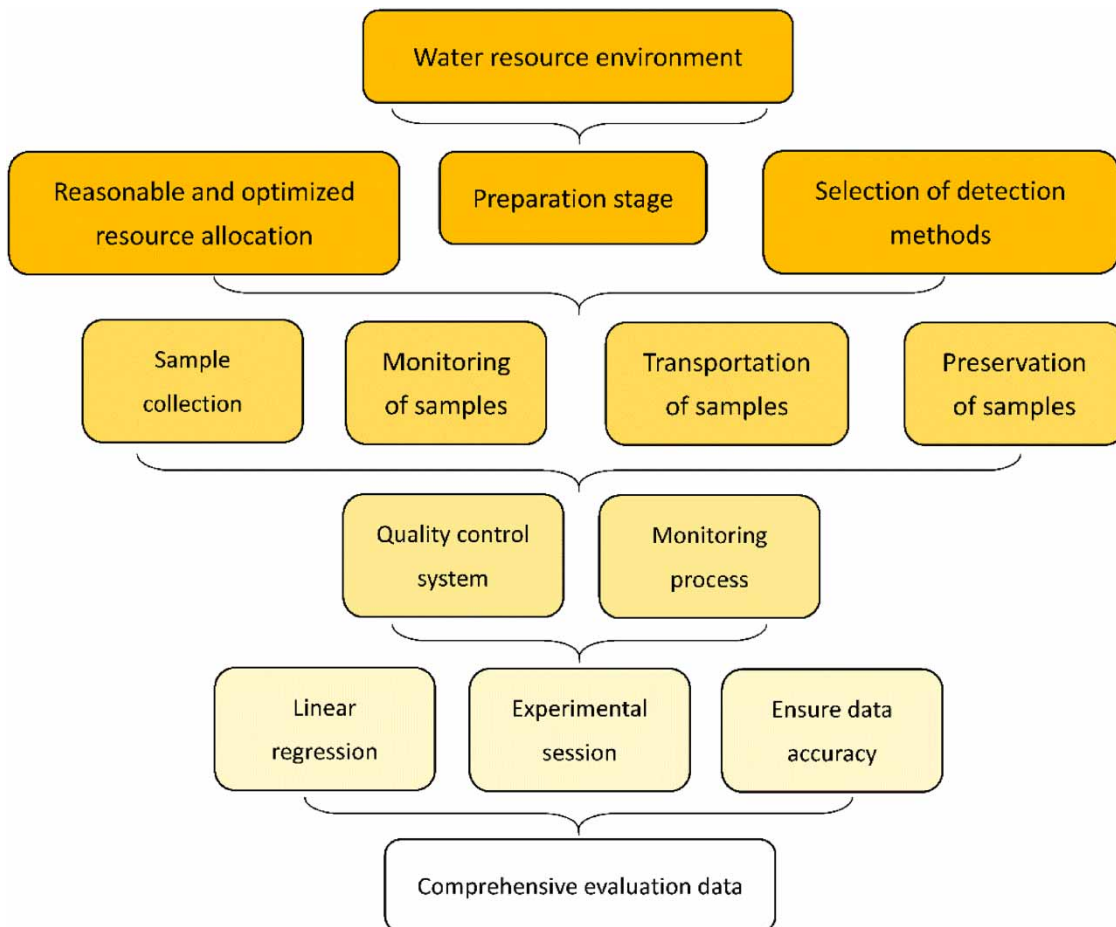 Water resource environment
Reasonable and optimized
resource allocation
Preparation stage
Selection of detection
methods
Sample
collection
Monitoring
of samples
Transportation
of samples
Preservation
of samples
Quality control
system
Monitoring
process
Linear
regression
Experimental
session
Ensure data
accuracy
Comprehensive evaluation data